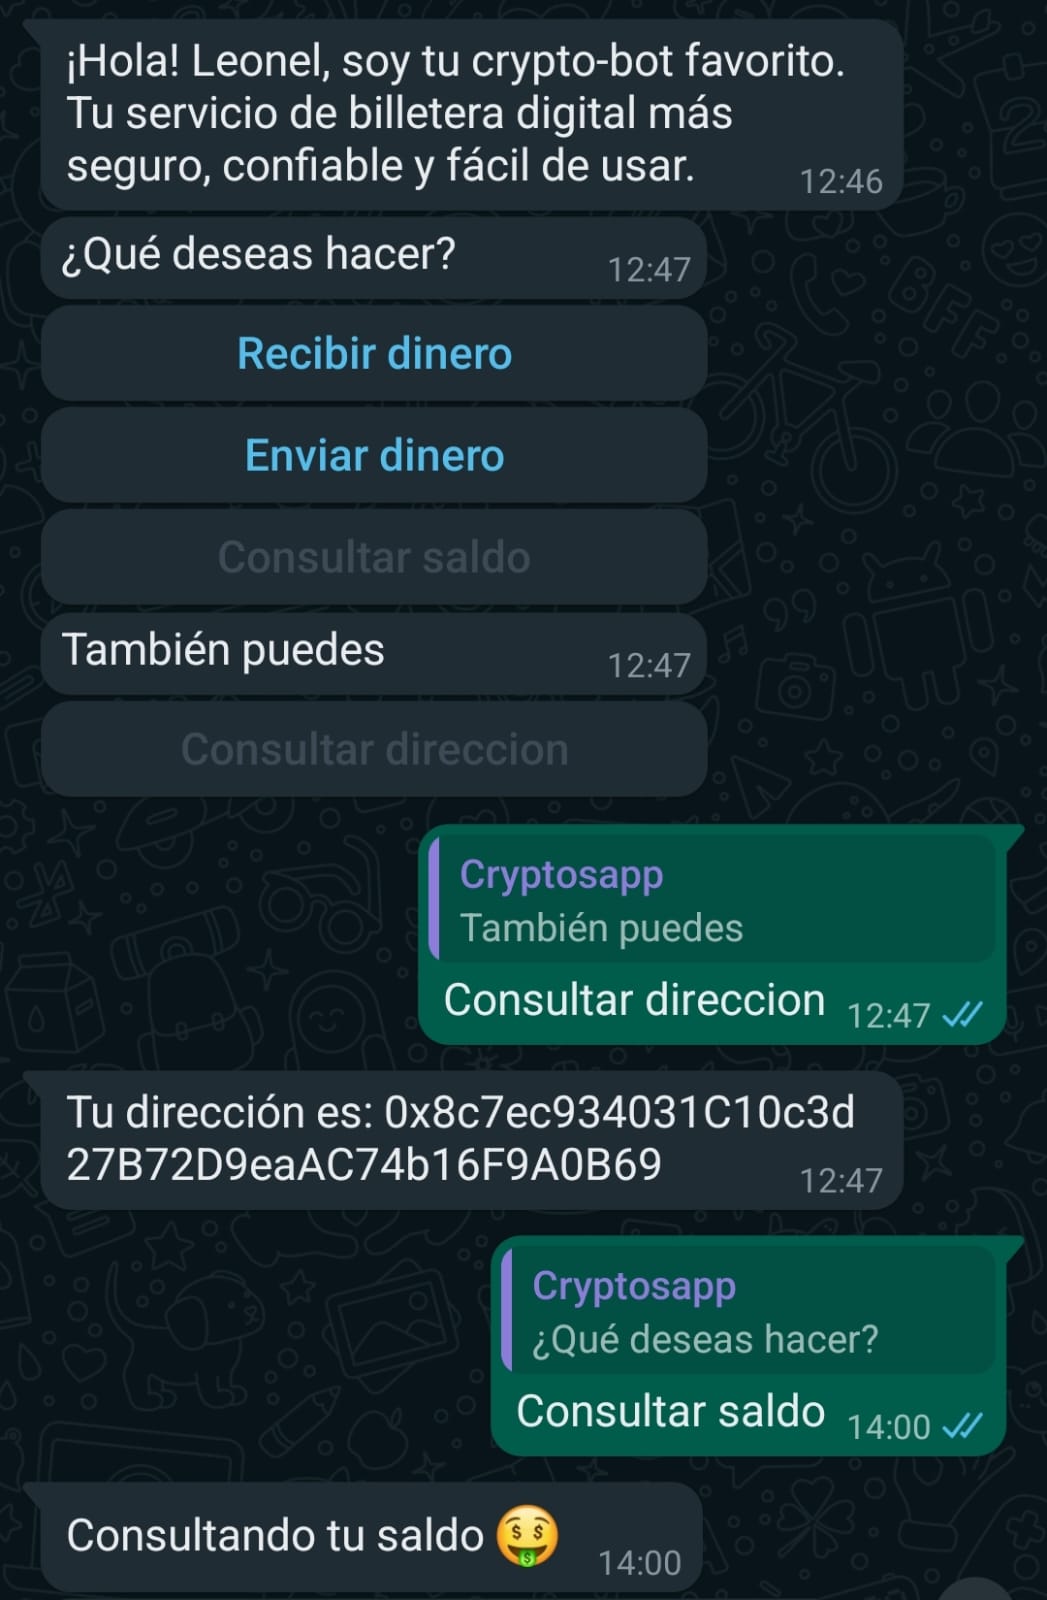 ¡Hola! Leonel, soy tu crypto-bot favorito.
Tu servicio de billetera digital más
seguro, confiable y fácil de usar.
12:46
¿Qué deseas hacer?
12:47
Recibir dinero
Enviar dinero
Consultar saldo
También puedes
12:47
Consultar direccion
Cryptosapp
También puedes
Consultar direccion
12:47
Tu dirección es: 0x8c7ec934031C10c3d
27B72D9eaAC74b16F9A0B69
12:47
Cryptosapp
¿Qué deseas hacer?
Consultar saldo
14:00
Consultando tu saldo 🤑
14:00